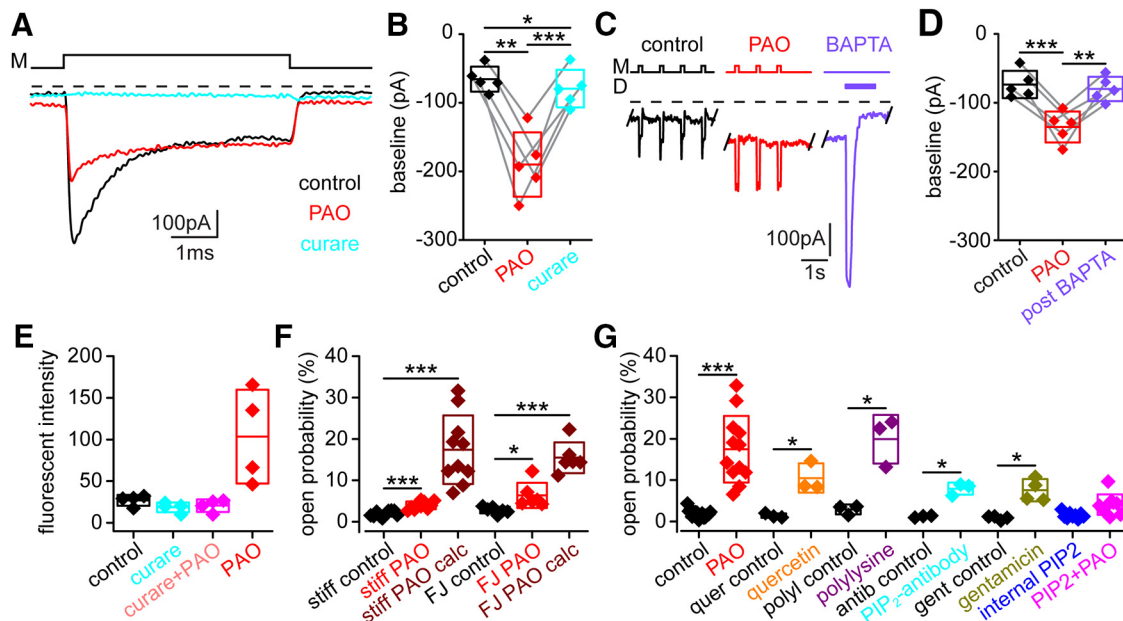 A
M
control
PAO
curare
100pA
1ms
B
0
-100
-200
-300
baseline (pA)
*
** ***
control
PAO
curare
C
control PAO BAPTA
M
D
100pA
1s
D
0
-100
-200
-300
baseline (pA)
*** **
control
PAO
post BAPTA
E
fluorescent intensity
200
150
100
50
0
control
curare
curare+PAO
PAO
F
open probability (%)
40
30
20
10
0
***
***
***
*
stiff control
stiff PAO
stiff PAO calc
FJ control
FJ PAO
FJ PAO calc
G
open probability (%)
40
30
20
10
0
***
*
*
*
*
control
PAO
quer control
quercetin
polyl control
polylysine
antib control
PIP₂-antibody
gent control
gentamicin
internal PIP2
PIP2+PAO